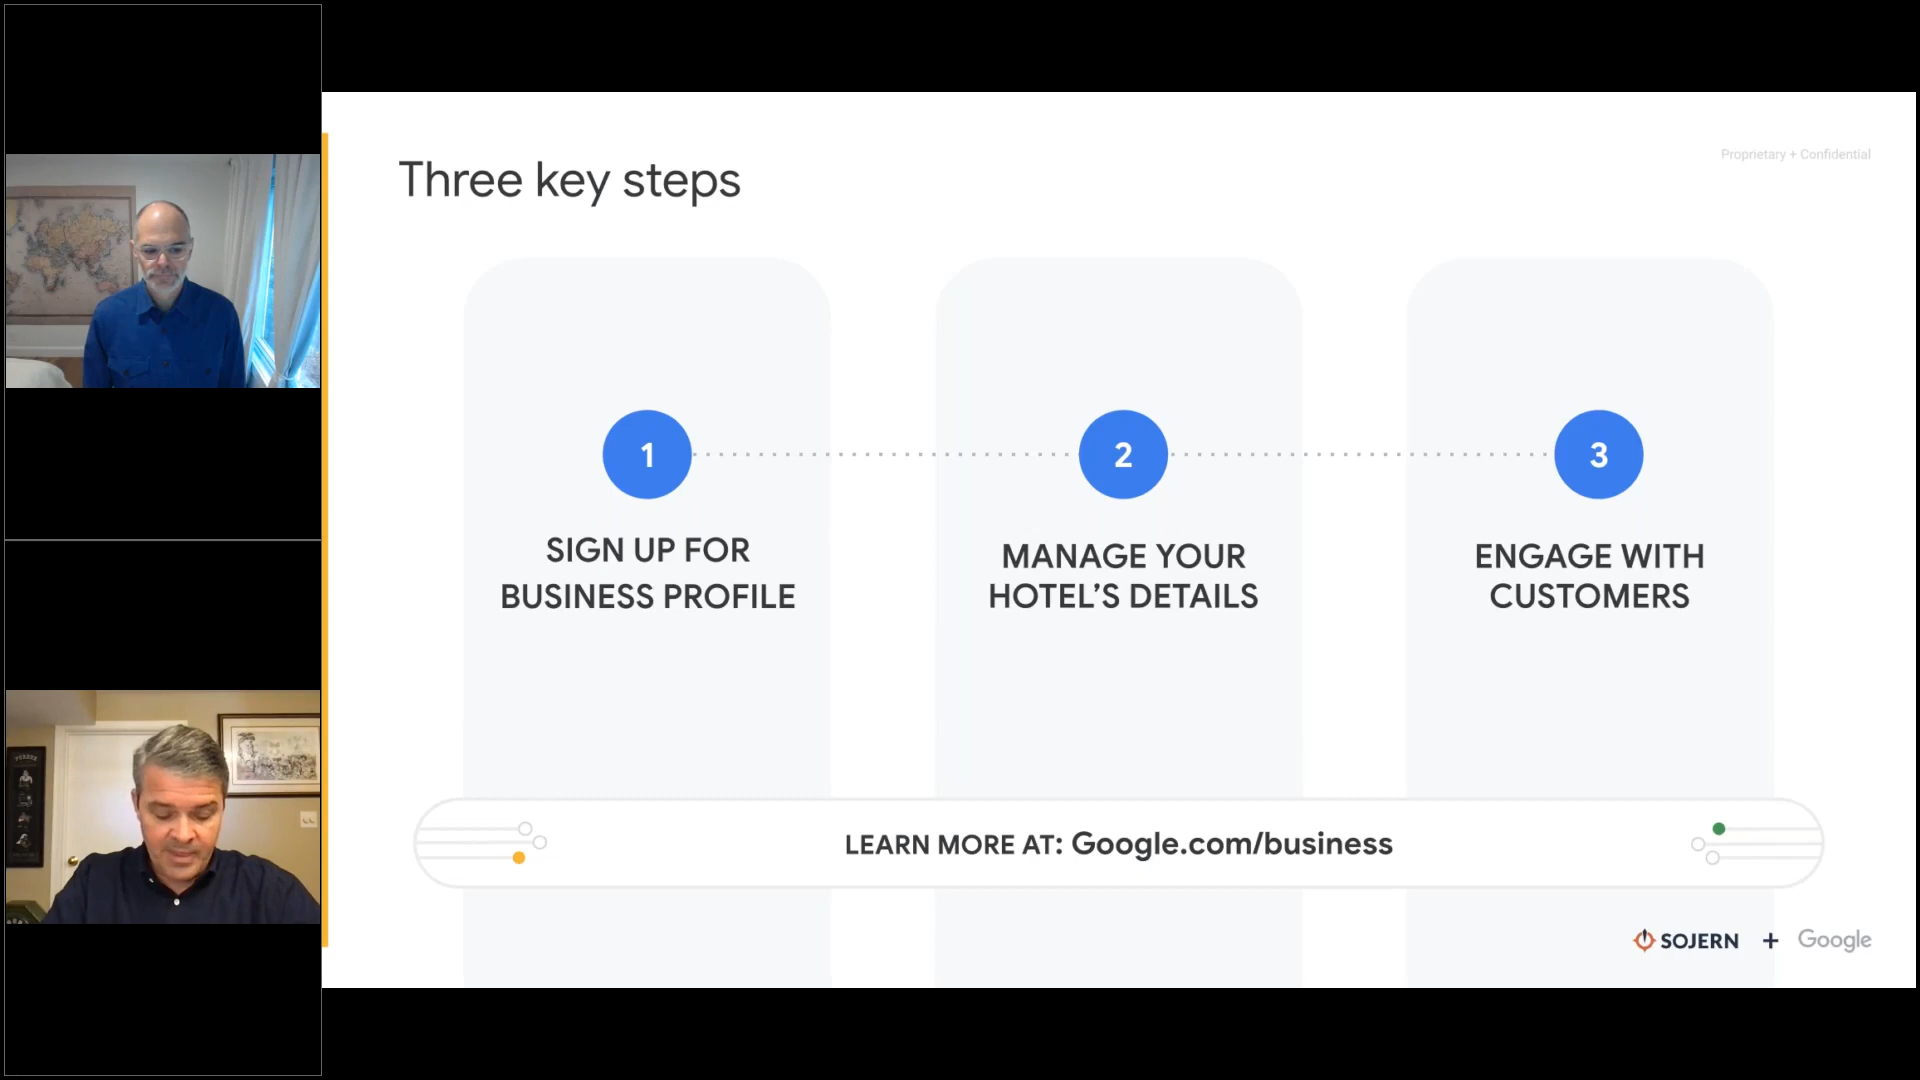 Three key steps
Proprietary + Confidential
1
2
3
SIGN UP FOR
BUSINESS PROFILE
MANAGE YOUR
HOTEL’S DETAILS
ENGAGE WITH
CUSTOMERS
LEARN MORE AT: Google.com/business
SOJERN + Google
PURDUE